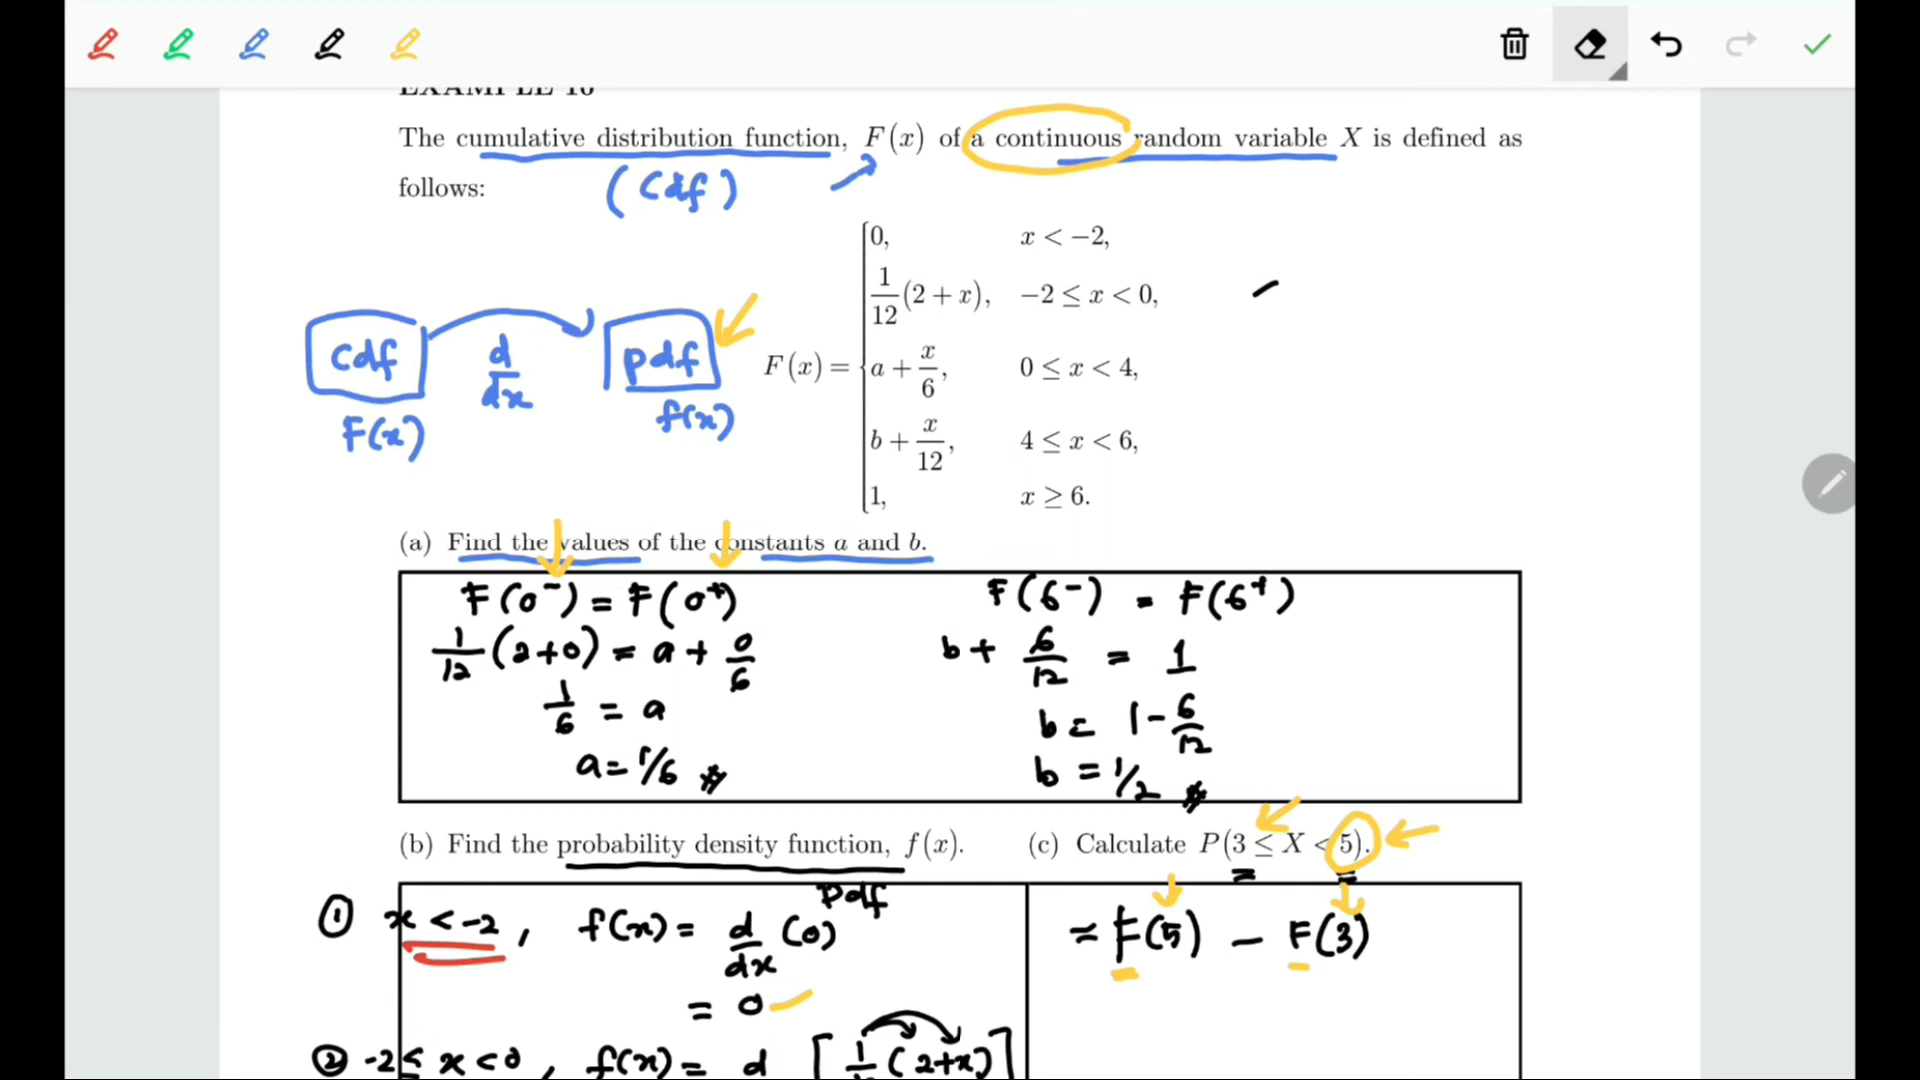 EXAMPLE 10
The cumulative distribution function, F(x) of a continuous random variable X is defined as
follows:
(cdf)
F(x) = { 0, x < −2,
1/12 (2 + x), −2 ≤ x < 0,
a + x/6, 0 ≤ x < 4,
b + x/12, 4 ≤ x < 6,
1, x ≥ 6.
cdf d/dx pdf
F(x) f(x)
(a) Find the values of the constants a and b.
F(0⁻) = F(0⁺)
1/12 (2+0) = a + 0/6
1/6 = a
a = 1/6
F(6⁻) = F(6⁺)
b + 6/12 = 1
b = 1 − 6/12
b = 1/2
(b) Find the probability density function, f(x).
pdf
① x < −2, f(x) = d/dx (0)
= 0
② −2 ≤ x < 0, f(x) = d [ 1 (2+x) ]
(c) Calculate P(3 ≤ X < 5).
= F(5) − F(3)